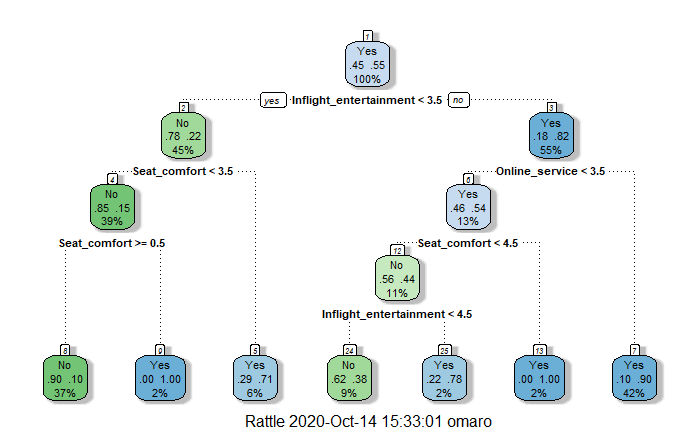 1
Yes
.45 .55
100%
yes Inflight_entertainment < 3.5 no
2
No
.78 .22
45%
3
Yes
.18 .82
55%
Seat_comfort < 3.5
Online_service < 3.5
4
No
.85 .15
39%
6
Yes
.46 .54
13%
Seat_comfort >= 0.5
Seat_comfort < 4.5
12
No
.56 .44
11%
Inflight_entertainment < 4.5
8
No
.90 .10
37%
9
Yes
.00 1.00
2%
5
Yes
.29 .71
6%
24
No
.62 .38
9%
25
Yes
.22 .78
2%
13
Yes
.00 1.00
2%
7
Yes
.10 .90
42%
Rattle 2020-Oct-14 15:33:01 omaro